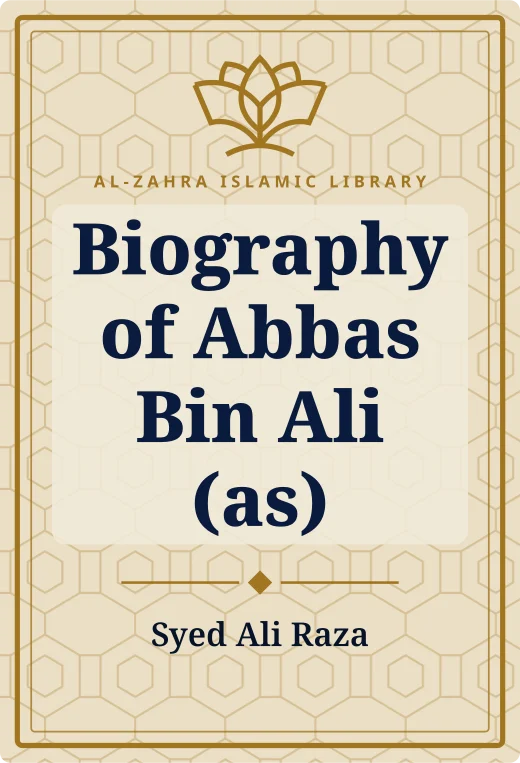 AL-ZAHRA ISLAMIC LIBRARY
Biography
of Abbas
Bin Ali
(as)
Syed Ali Raza